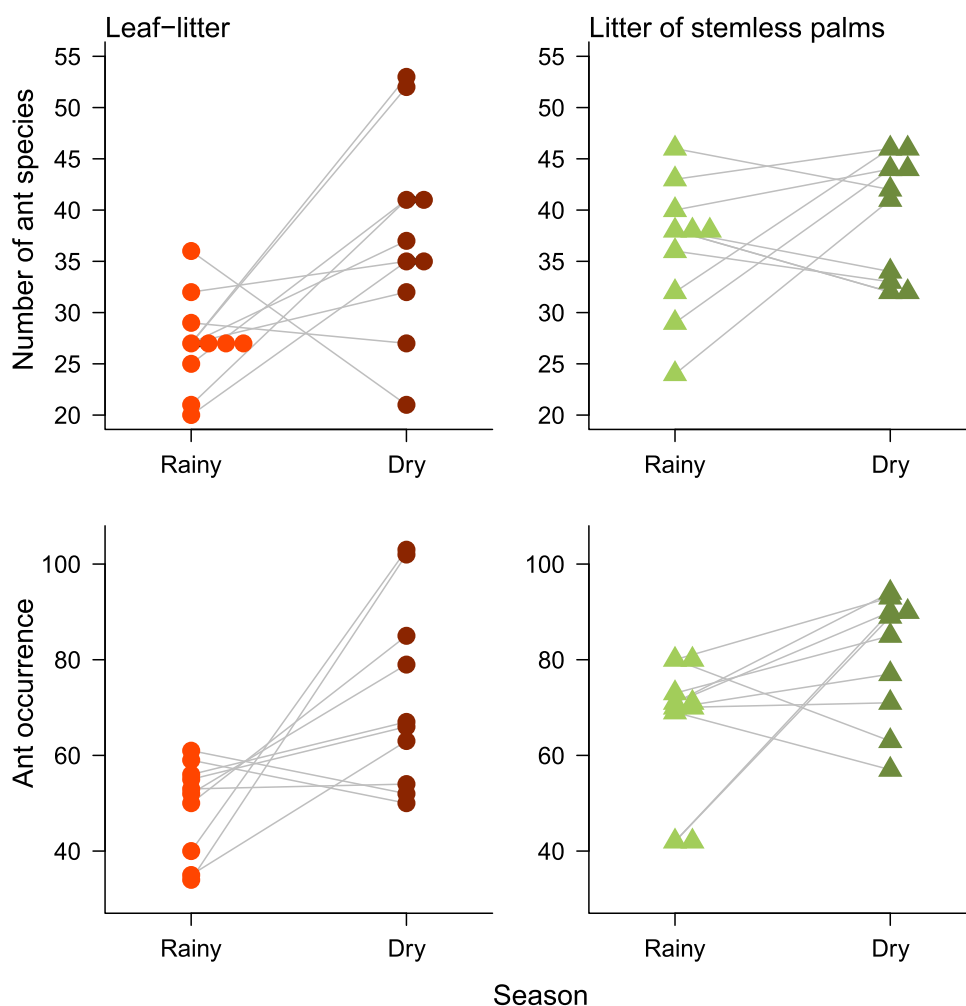 Leaf−litter
Litter of stemless palms
Number of ant species
55
50
45
40
35
30
25
20
Rainy
Dry
55
50
45
40
35
30
25
20
Rainy
Dry
Ant occurrence
100
80
60
40
Rainy
Dry
100
80
60
40
Rainy
Dry
Season